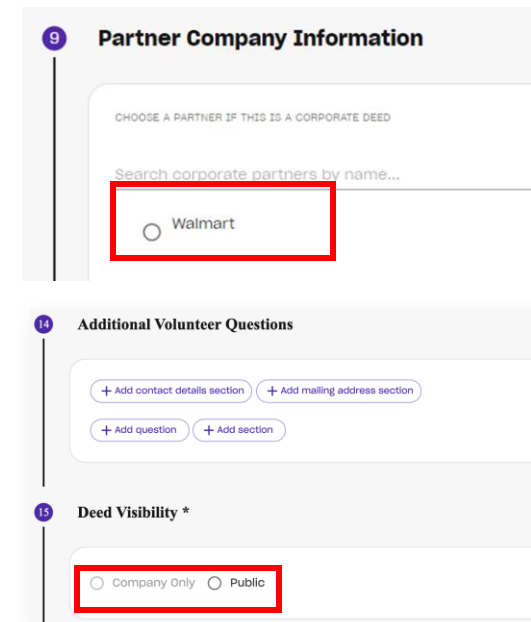 9 Partner Company Information
CHOOSE A PARTNER IF THIS IS A CORPORATE DEED
Search corporate partners by name...
Walmart
14 Additional Volunteer Questions
+ Add contact details section + Add mailing address section
+ Add question + Add section
15 Deed Visibility *
Company Only Public